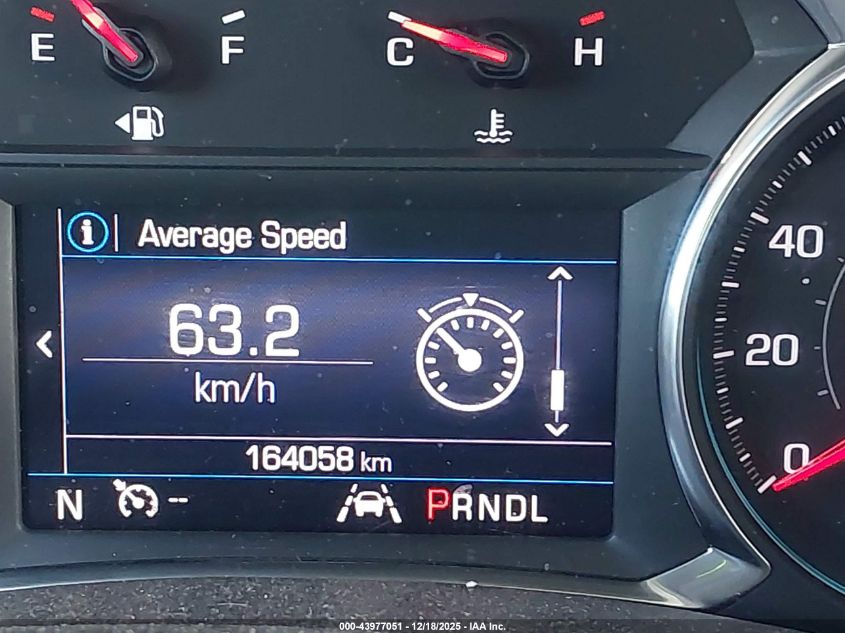 E F C H
Average Speed
63.2
km/h
164058 km
N -- PRNDL
40
20
0
000-43977051 - 12/18/2025 - IAA Inc.